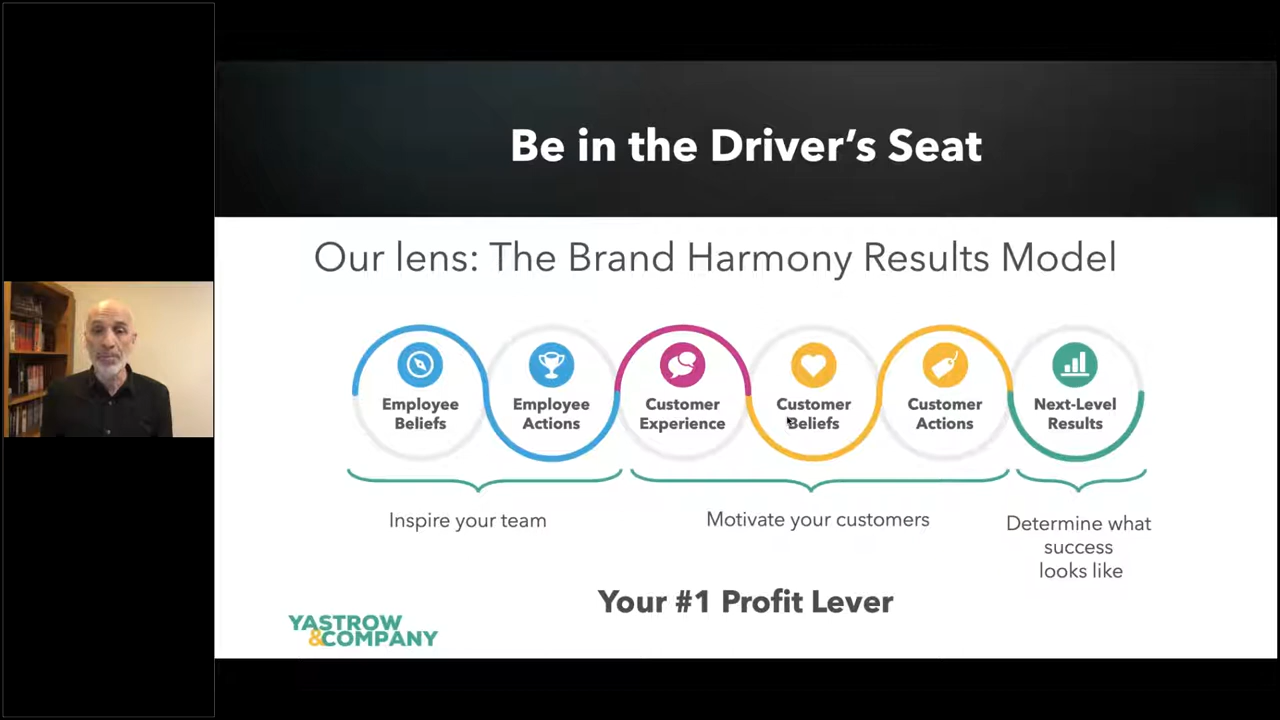 Be in the Driver’s Seat
Our lens: The Brand Harmony Results Model
Employee
Beliefs
Employee
Actions
Customer
Experience
Customer
Beliefs
Customer
Actions
Next-Level
Results
Inspire your team
Motivate your customers
Determine what
success
looks like
Your #1 Profit Lever
YASTROW
&COMPANY